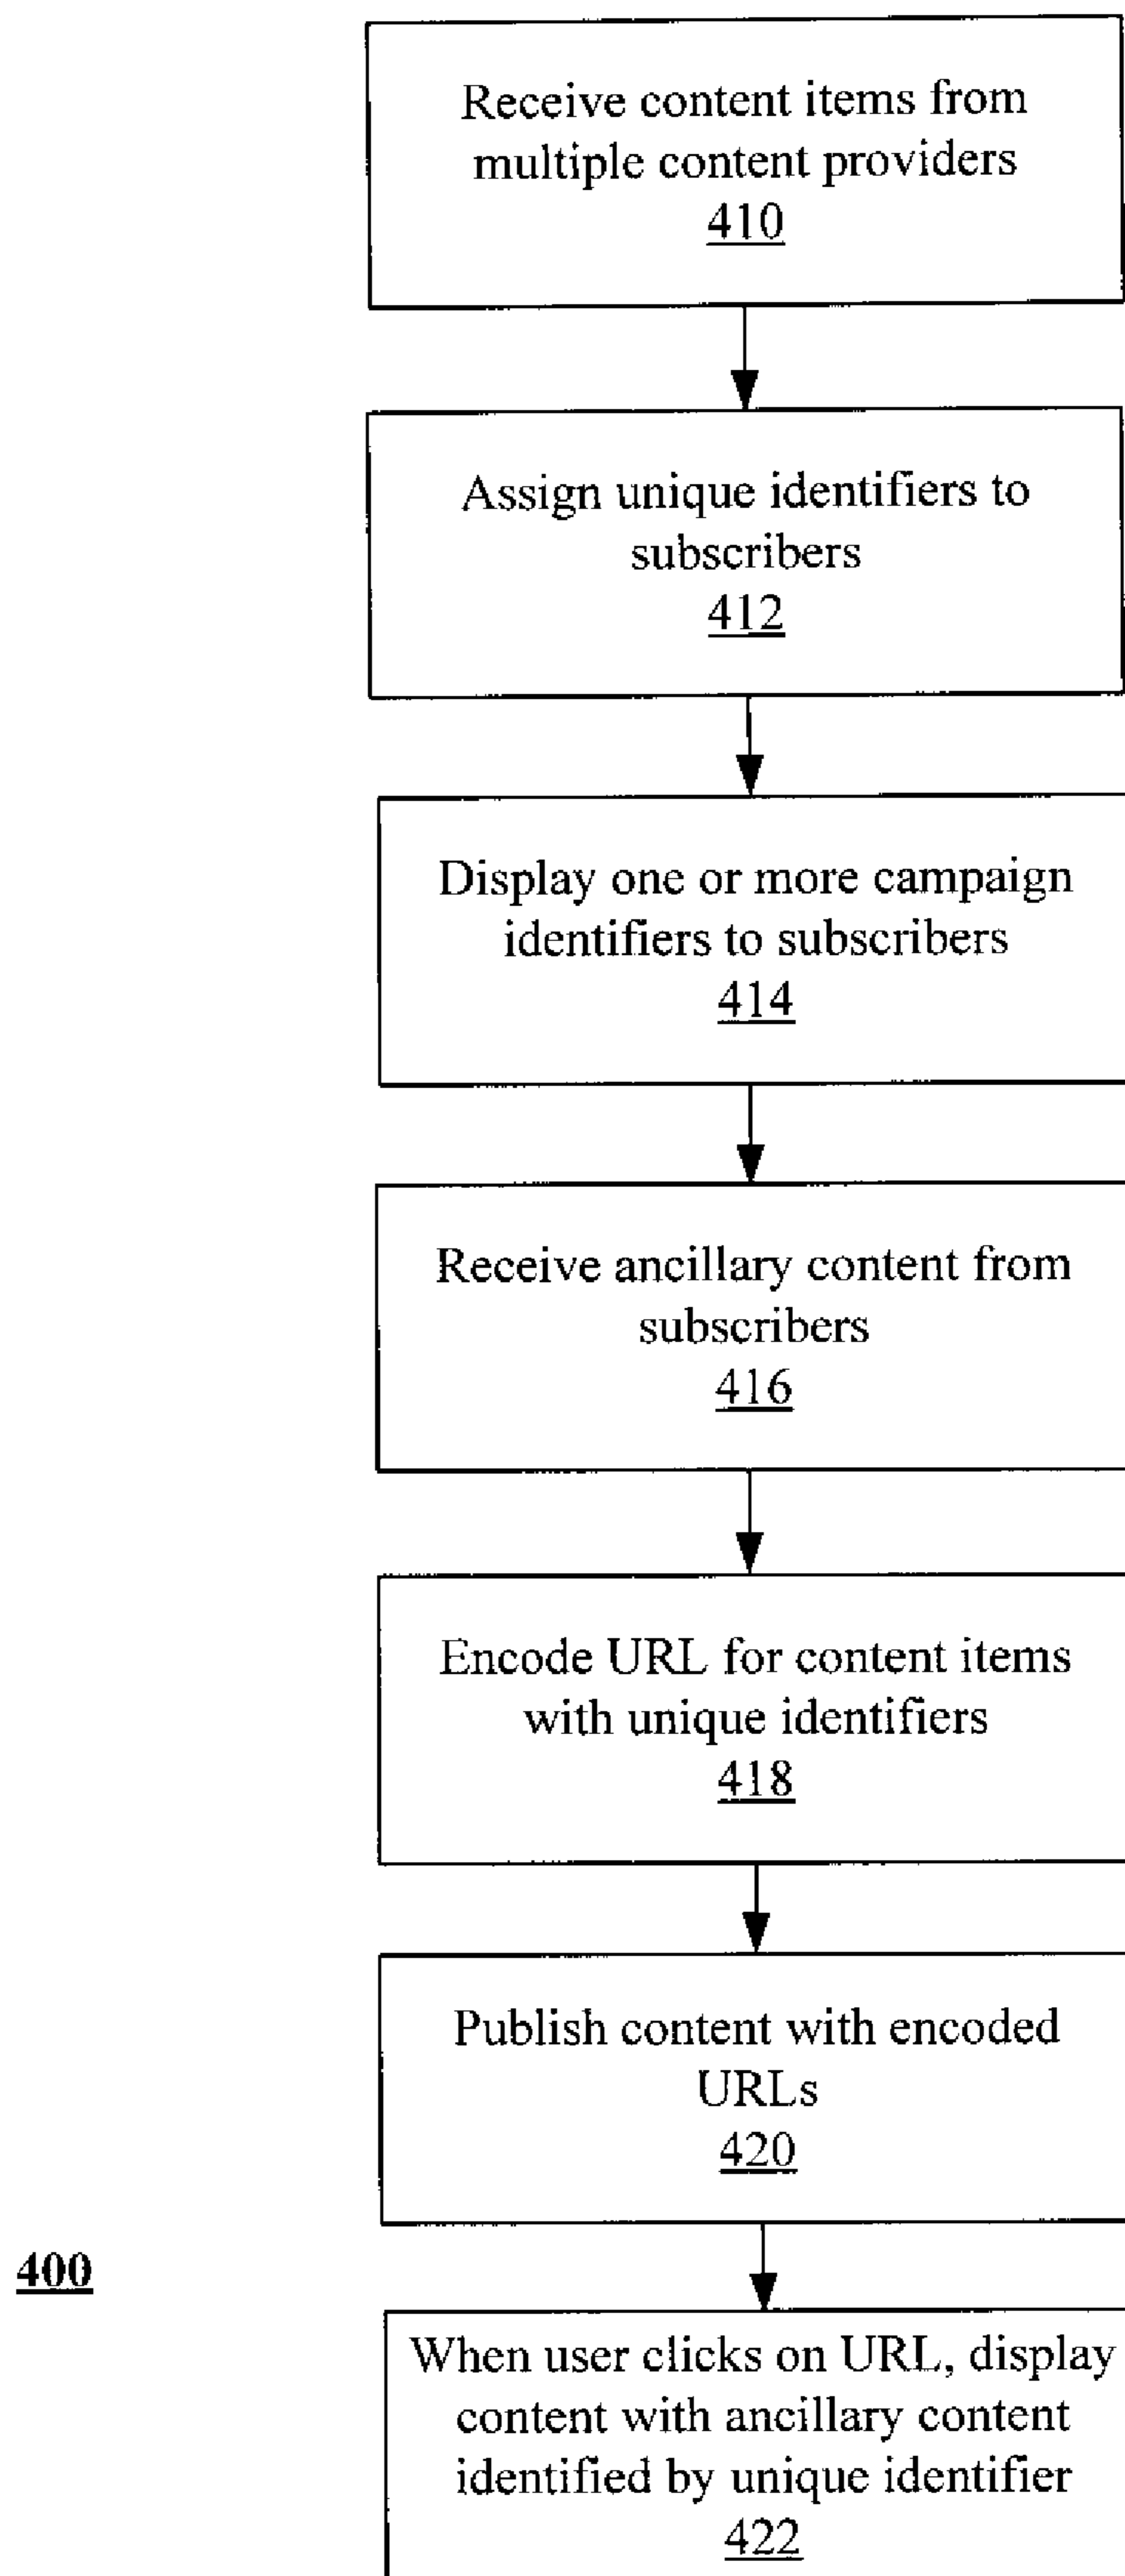 Receive content items from
multiple content providers
410
Assign unique identifiers to
subscribers
412
Display one or more campaign
identifiers to subscribers
414
Receive ancillary content from
subscribers
416
Encode URL for content items
with unique identifiers
418
Publish content with encoded
URLs
420
400
When user clicks on URL, display
content with ancillary content
identified by unique identifier
422